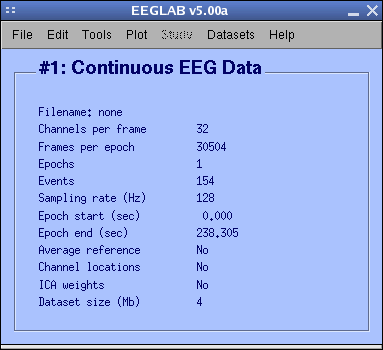 EEGLAB v5.00a
File Edit Tools Plot Study Datasets Help
#1: Continuous EEG Data
Filename: none
Channels per frame 32
Frames per epoch 30504
Epochs 1
Events 154
Sampling rate (Hz) 128
Epoch start (sec) 0.000
Epoch end (sec) 238.305
Average reference No
Channel locations No
ICA weights No
Dataset size (Mb) 4